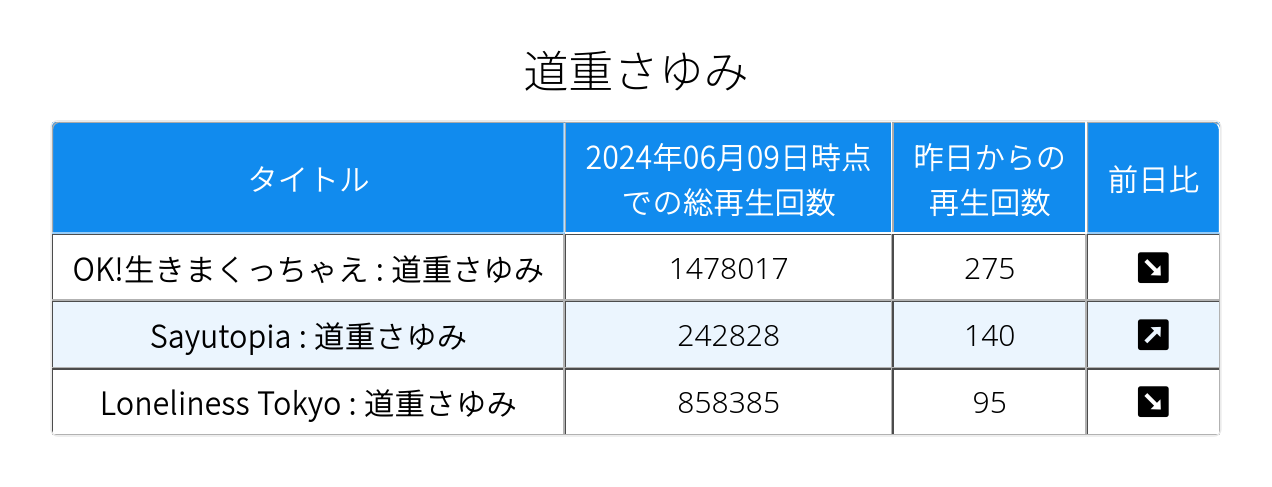 道重さゆみ
タイトル
2024年06月09日時点
での総再生回数
昨日からの
再生回数
前日比
OK!生きまくっちゃえ : 道重さゆみ 1478017 275 ↘
Sayutopia : 道重さゆみ 242828 140 ↗
Loneliness Tokyo : 道重さゆみ 858385 95 ↘